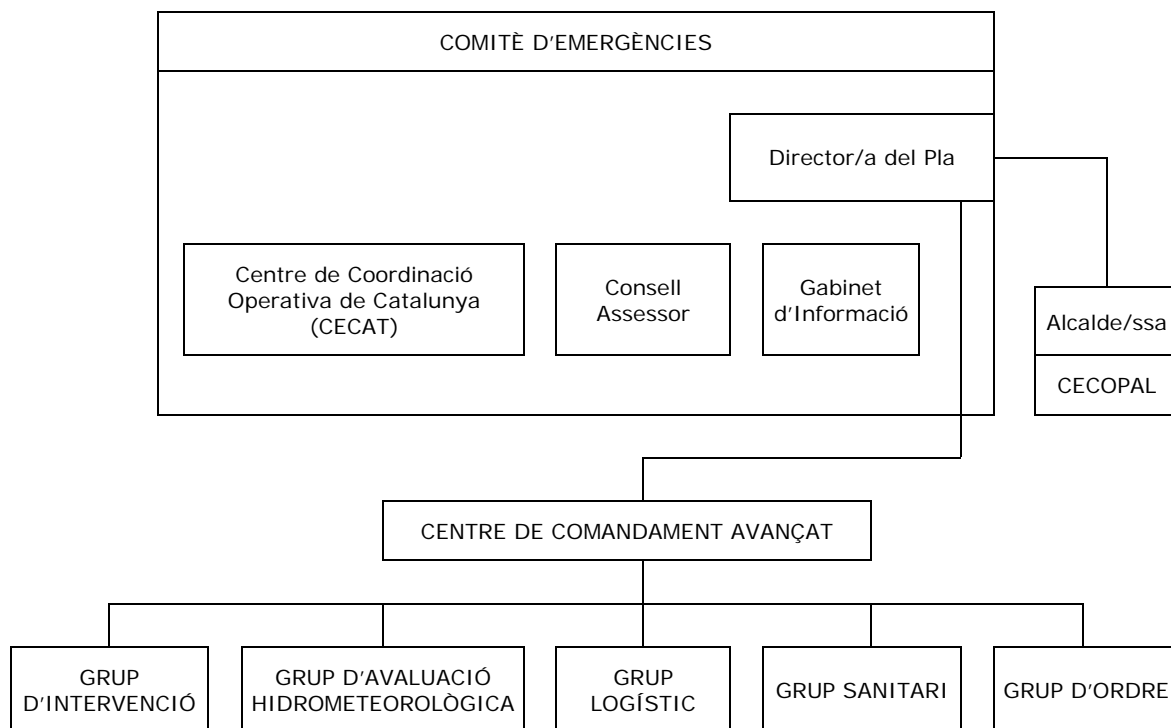 COMITÈ D'EMERGÈNCIES
Director/a del Pla
Centre de Coordinació
Operativa de Catalunya
(CECAT)
Consell
Assessor
Gabinet
d'Informació
Alcalde/ssa
CECOPAL
CENTRE DE COMANDAMENT AVANÇAT
GRUP
D'INTERVENCIÓ
GRUP D'AVALUACIÓ
HIDROMETEOROLÒGICA
GRUP
LOGÍSTIC
GRUP SANITARI
GRUP D'ORDRE